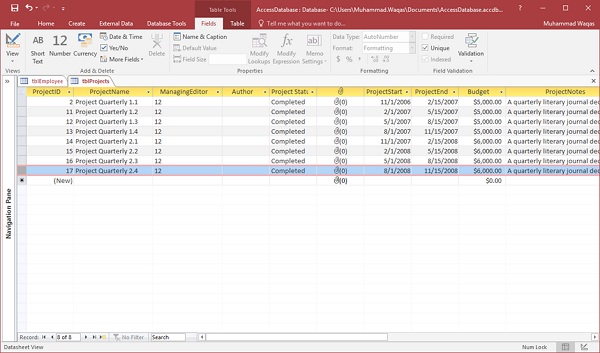 Table Tools
AccessDatabase : Database- C:\Users\Muhammad.Waqas\Documents\AccessDatabase.accdb
File Home Create External Data Database Tools Fields Table Tell me what you want to do... Muhammad Waqas
View
AB Short Text
12 Number
Currency
Date & Time
Yes/No
More Fields
Delete
Name & Caption
Default Value
Field Size
Modify Lookups
Modify Expression
Memo Settings
Data Type: AutoNumber
Format: Formatting
$ % ,
Required
Unique
Indexed
Validation
Views Add & Delete Properties Formatting Field Validation
tblEmployee tblProjects
ProjectID ProjectName ManagingEditor Author Project Statu ProjectStart ProjectEnd Budget ProjectNotes
2 Project Quarterly 1.1 12 Completed (0) 11/1/2006 2/15/2007 $5,000.00 A quarterly literary journal dec
11 Project Quarterly 1.2 12 Completed (0) 2/1/2007 5/15/2007 $5,000.00 A quarterly literary journal dec
12 Project Quarterly 1.3 12 Completed (0) 5/1/2007 8/15/2007 $5,000.00 A quarterly literary journal dec
13 Project Quarterly 1.4 12 Completed (0) 8/1/2007 11/15/2007 $5,000.00 A quarterly literary journal dec
14 Project Quarterly 2.1 12 Completed (0) 11/1/2007 2/15/2008 $6,000.00 A quarterly literary journal dec
15 Project Quarterly 2.2 12 Completed (0) 2/1/2008 5/15/2008 $6,000.00 A quarterly literary journal dec
16 Project Quarterly 2.3 12 Completed (0) 5/1/2008 8/15/2008 $6,000.00 A quarterly literary journal dec
17 Project Quarterly 2.4 12 Completed (0) 8/1/2008 11/15/2008 $6,000.00 A quarterly literary journal dec
(New) (0) $0.00
Navigation Pane
Record: 8 of 8 No Filter Search
Datasheet View Num Lock